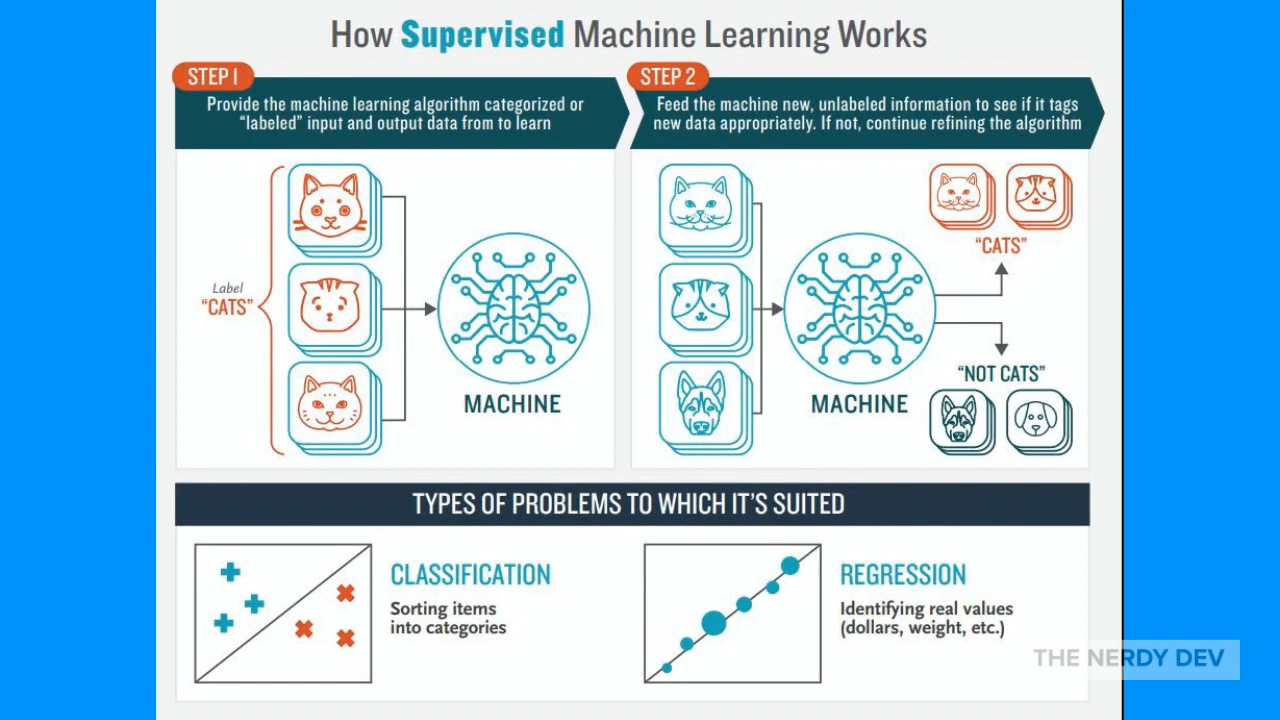 How Supervised Machine Learning Works
STEP 1
Provide the machine learning algorithm categorized or
“labeled” input and output data from to learn
Label
“CATS”
MACHINE
STEP 2
Feed the machine new, unlabeled information to see if it tags
new data appropriately. If not, continue refining the algorithm
MACHINE
“CATS”
“NOT CATS”
TYPES OF PROBLEMS TO WHICH IT’S SUITED
CLASSIFICATION
Sorting items
into categories
REGRESSION
Identifying real values
(dollars, weight, etc.)
THE NERDY DEV